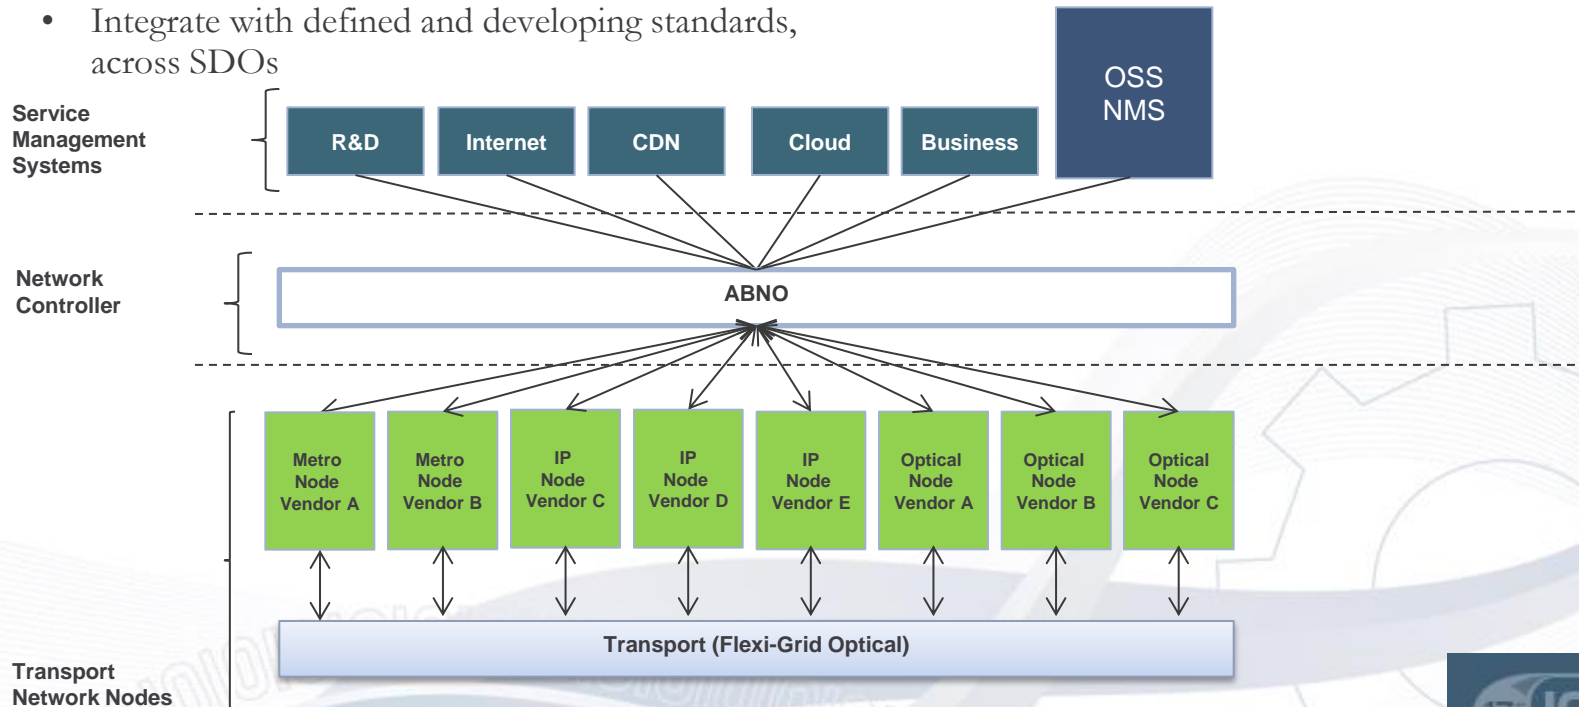 • Integrate with defined and developing standards,
across SDOs
Service
Management
Systems
R&D
Internet
CDN
Cloud
Business
OSS
NMS
Network
Controller
ABNO
Metro
Node
Vendor A
Metro
Node
Vendor B
IP
Node
Vendor C
IP
Node
Vendor D
IP
Node
Vendor E
Optical
Node
Vendor A
Optical
Node
Vendor B
Optical
Node
Vendor C
Transport (Flexi-Grid Optical)
Transport
Network Nodes